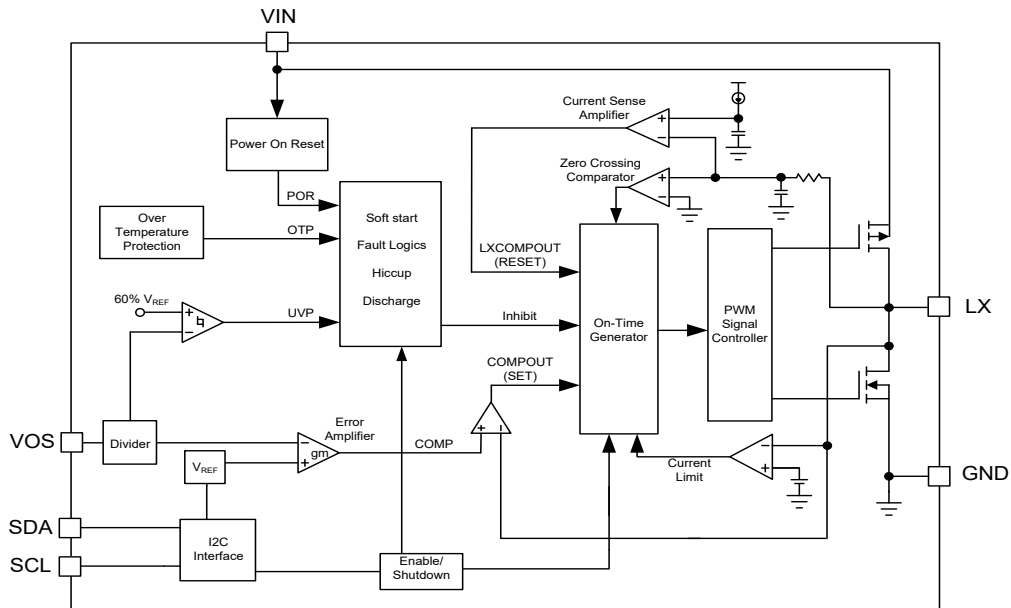 VIN
Current Sense
Amplifier
+
−
Power On Reset
Zero Crossing
Comparator
+
−
POR
Over
Temperature
Protection
OTP
Soft start
Fault Logics
Hiccup
Discharge
LXCOMPOUT
(RESET)
60% VREF
+
−
UVP
Inhibit
On-Time
Generator
PWM
Signal
Controller
LX
COMPOUT
(SET)
VOS
Divider
Error
Amplifier
−
+
gm
COMP
+
−
VREF
Current
Limit
−
+
GND
SDA
SCL
I2C
Interface
Enable/
Shutdown